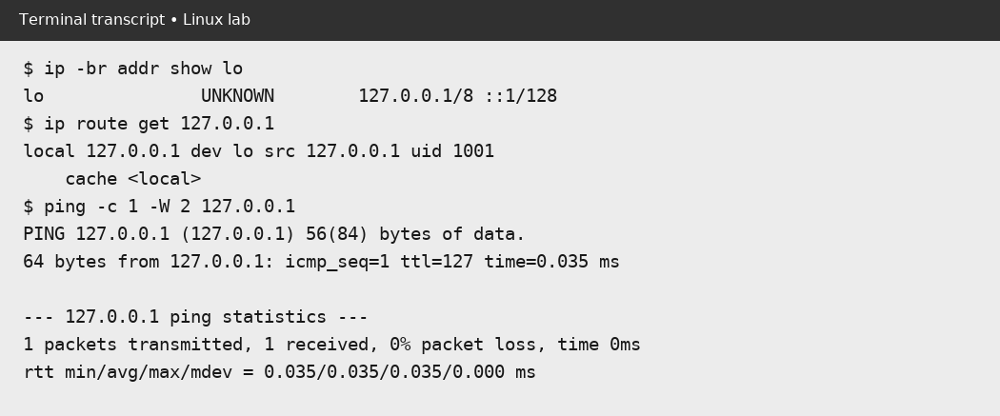 Terminal transcript • Linux lab
$ ip -br addr show lo
lo               UNKNOWN        127.0.0.1/8 ::1/128
$ ip route get 127.0.0.1
local 127.0.0.1 dev lo src 127.0.0.1 uid 1001
    cache <local>
$ ping -c 1 -W 2 127.0.0.1
PING 127.0.0.1 (127.0.0.1) 56(84) bytes of data.
64 bytes from 127.0.0.1: icmp_seq=1 ttl=127 time=0.035 ms

--- 127.0.0.1 ping statistics ---
1 packets transmitted, 1 received, 0% packet loss, time 0ms
rtt min/avg/max/mdev = 0.035/0.035/0.035/0.000 ms